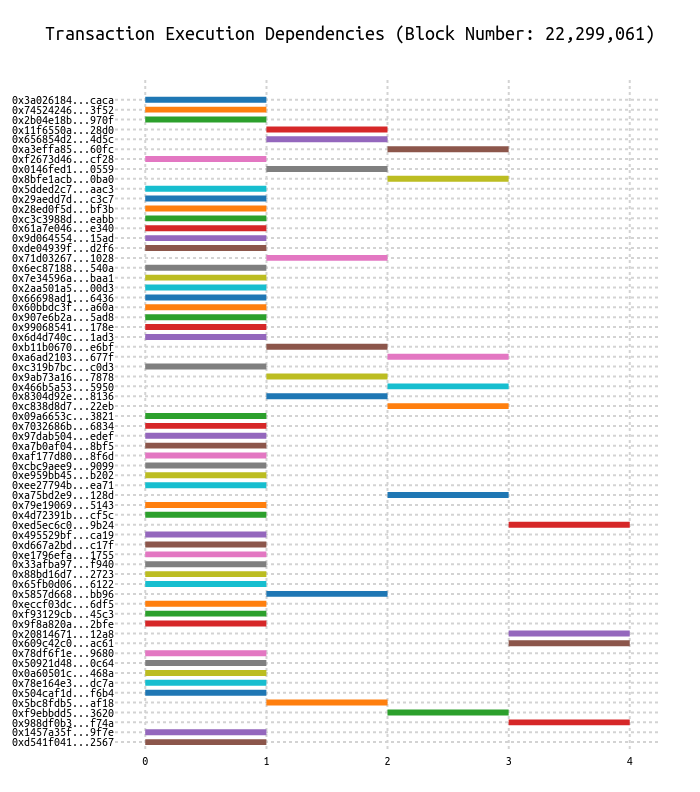 Transaction Execution Dependencies (Block Number: 22,299,061)
0x3a026184...caca
0x74524246...3f52
0x2b04e18b...970f
0x11f6550a...28d0
0x656854d2...4d5c
0xa3effa85...60fc
0xf2673d46...cf28
0x0146fed1...0559
0x8bfe1acb...0ba0
0x5dded2c7...aac3
0x29aedd7d...c3c7
0x28ed0f5d...bf3b
0xc3c3988d...eabb
0x61a7e046...e340
0x9d064554...15ad
0xde04939f...d2f6
0x71d03267...1028
0x6ec87188...540a
0x7e34596a...baa1
0x2aa501a5...00d3
0x66698ad1...6436
0x60bbdc3f...a60a
0x907e6b2a...5ad8
0x99068541...178e
0x6d4d740c...1ad3
0xb11b0670...e6bf
0xa6ad2103...677f
0xc319b7bc...c0d3
0x9ab73a16...7878
0x466b5a53...5950
0x8304d92e...8136
0xc838d8d7...22eb
0x09a6653c...3821
0x7032686b...6834
0x97dab504...edef
0xa7b0af04...8bf5
0xaf177d80...8f6d
0xcbc9aee9...9099
0xe959bb45...b202
0xee27794b...ea71
0xa75bd2e9...128d
0x79e19069...5143
0x4d72391b...cf5c
0xed5ec6c0...9b24
0x495529bf...ca19
0xd667a2bd...c17f
0xe1796efa...1755
0x33afba97...f940
0x88bd16d7...2723
0x65fb0d06...6122
0x5857d668...bb96
0xeccf03dc...6df5
0xf93129cb...45c3
0x9f8a820a...2bfe
0x20814671...12a8
0x609c42c0...ac61
0x78df6f1e...9680
0x50921d48...0c64
0x0a60501c...468a
0x78e164e3...dc7a
0x504caf1d...f6b4
0x5bc8fdb5...af18
0xf9ebbdd5...3620
0x988df0b3...f74a
0x1457a35f...9f7e
0xd541f041...2567
0 1 2 3 4